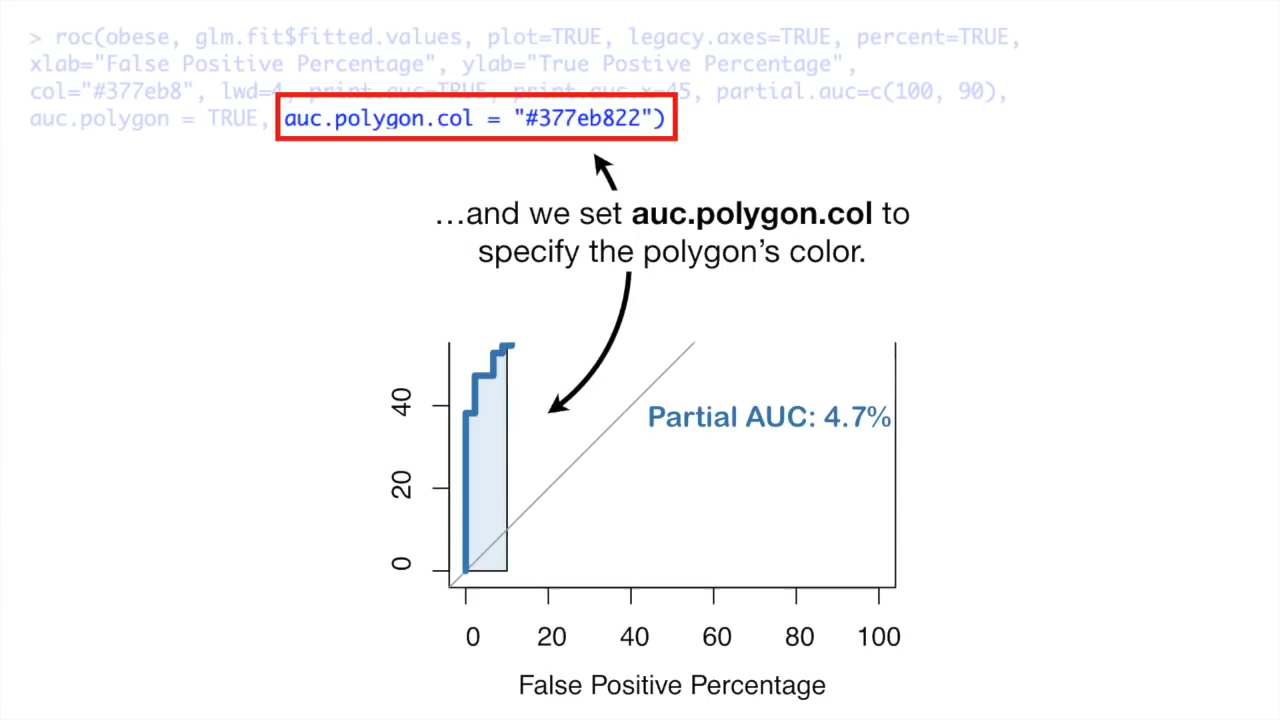 > roc(obese, glm.fit$fitted.values, plot=TRUE, legacy.axes=TRUE, percent=TRUE,
xlab="False Positive Percentage", ylab="True Postive Percentage",
col="#377eb8", lwd=4, print.auc=TRUE, print.auc.x=45, partial.auc=c(100, 90),
auc.polygon = TRUE, auc.polygon.col = "#377eb822")
…and we set auc.polygon.col to
specify the polygon’s color.
40
Partial AUC: 4.7%
20
0
0 20 40 60 80 100
False Positive Percentage